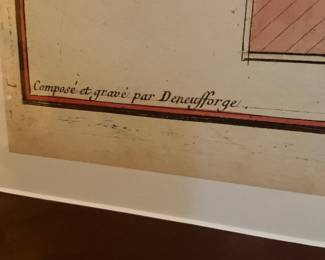 Composé et gravé par Deneufforge.